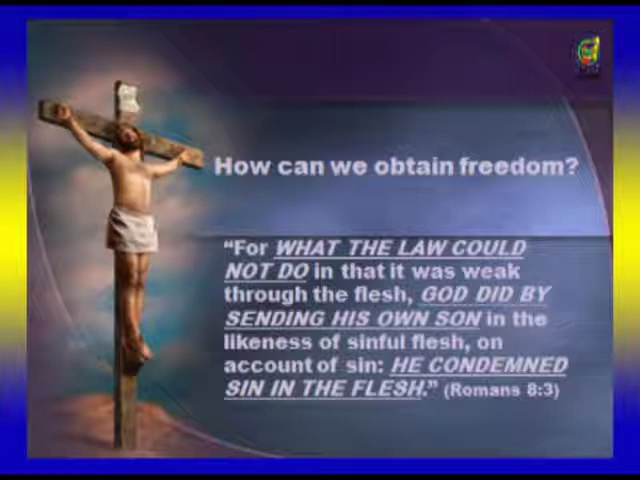 How can we obtain freedom?
“For WHAT THE LAW COULD
NOT DO in that it was weak
through the flesh, GOD DID BY
SENDING HIS OWN SON in the
likeness of sinful flesh, on
account of sin: HE CONDEMNED
SIN IN THE FLESH.” (Romans 8:3)